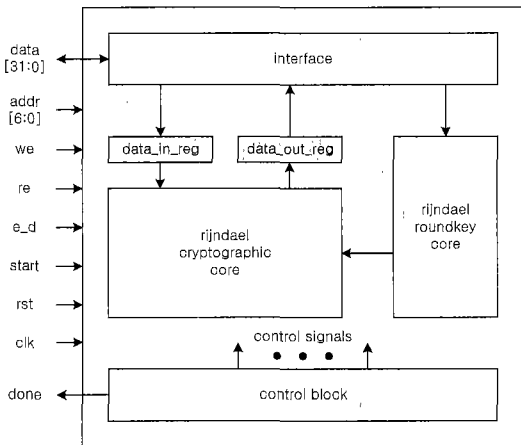 data
[31:0]
addr
[6:0]
we
re
e_d
start
rst
clk
done
interface
data_in_reg
data_out_reg
rijndael
cryptographic
core
rijndael
roundkey
core
control signals
control block